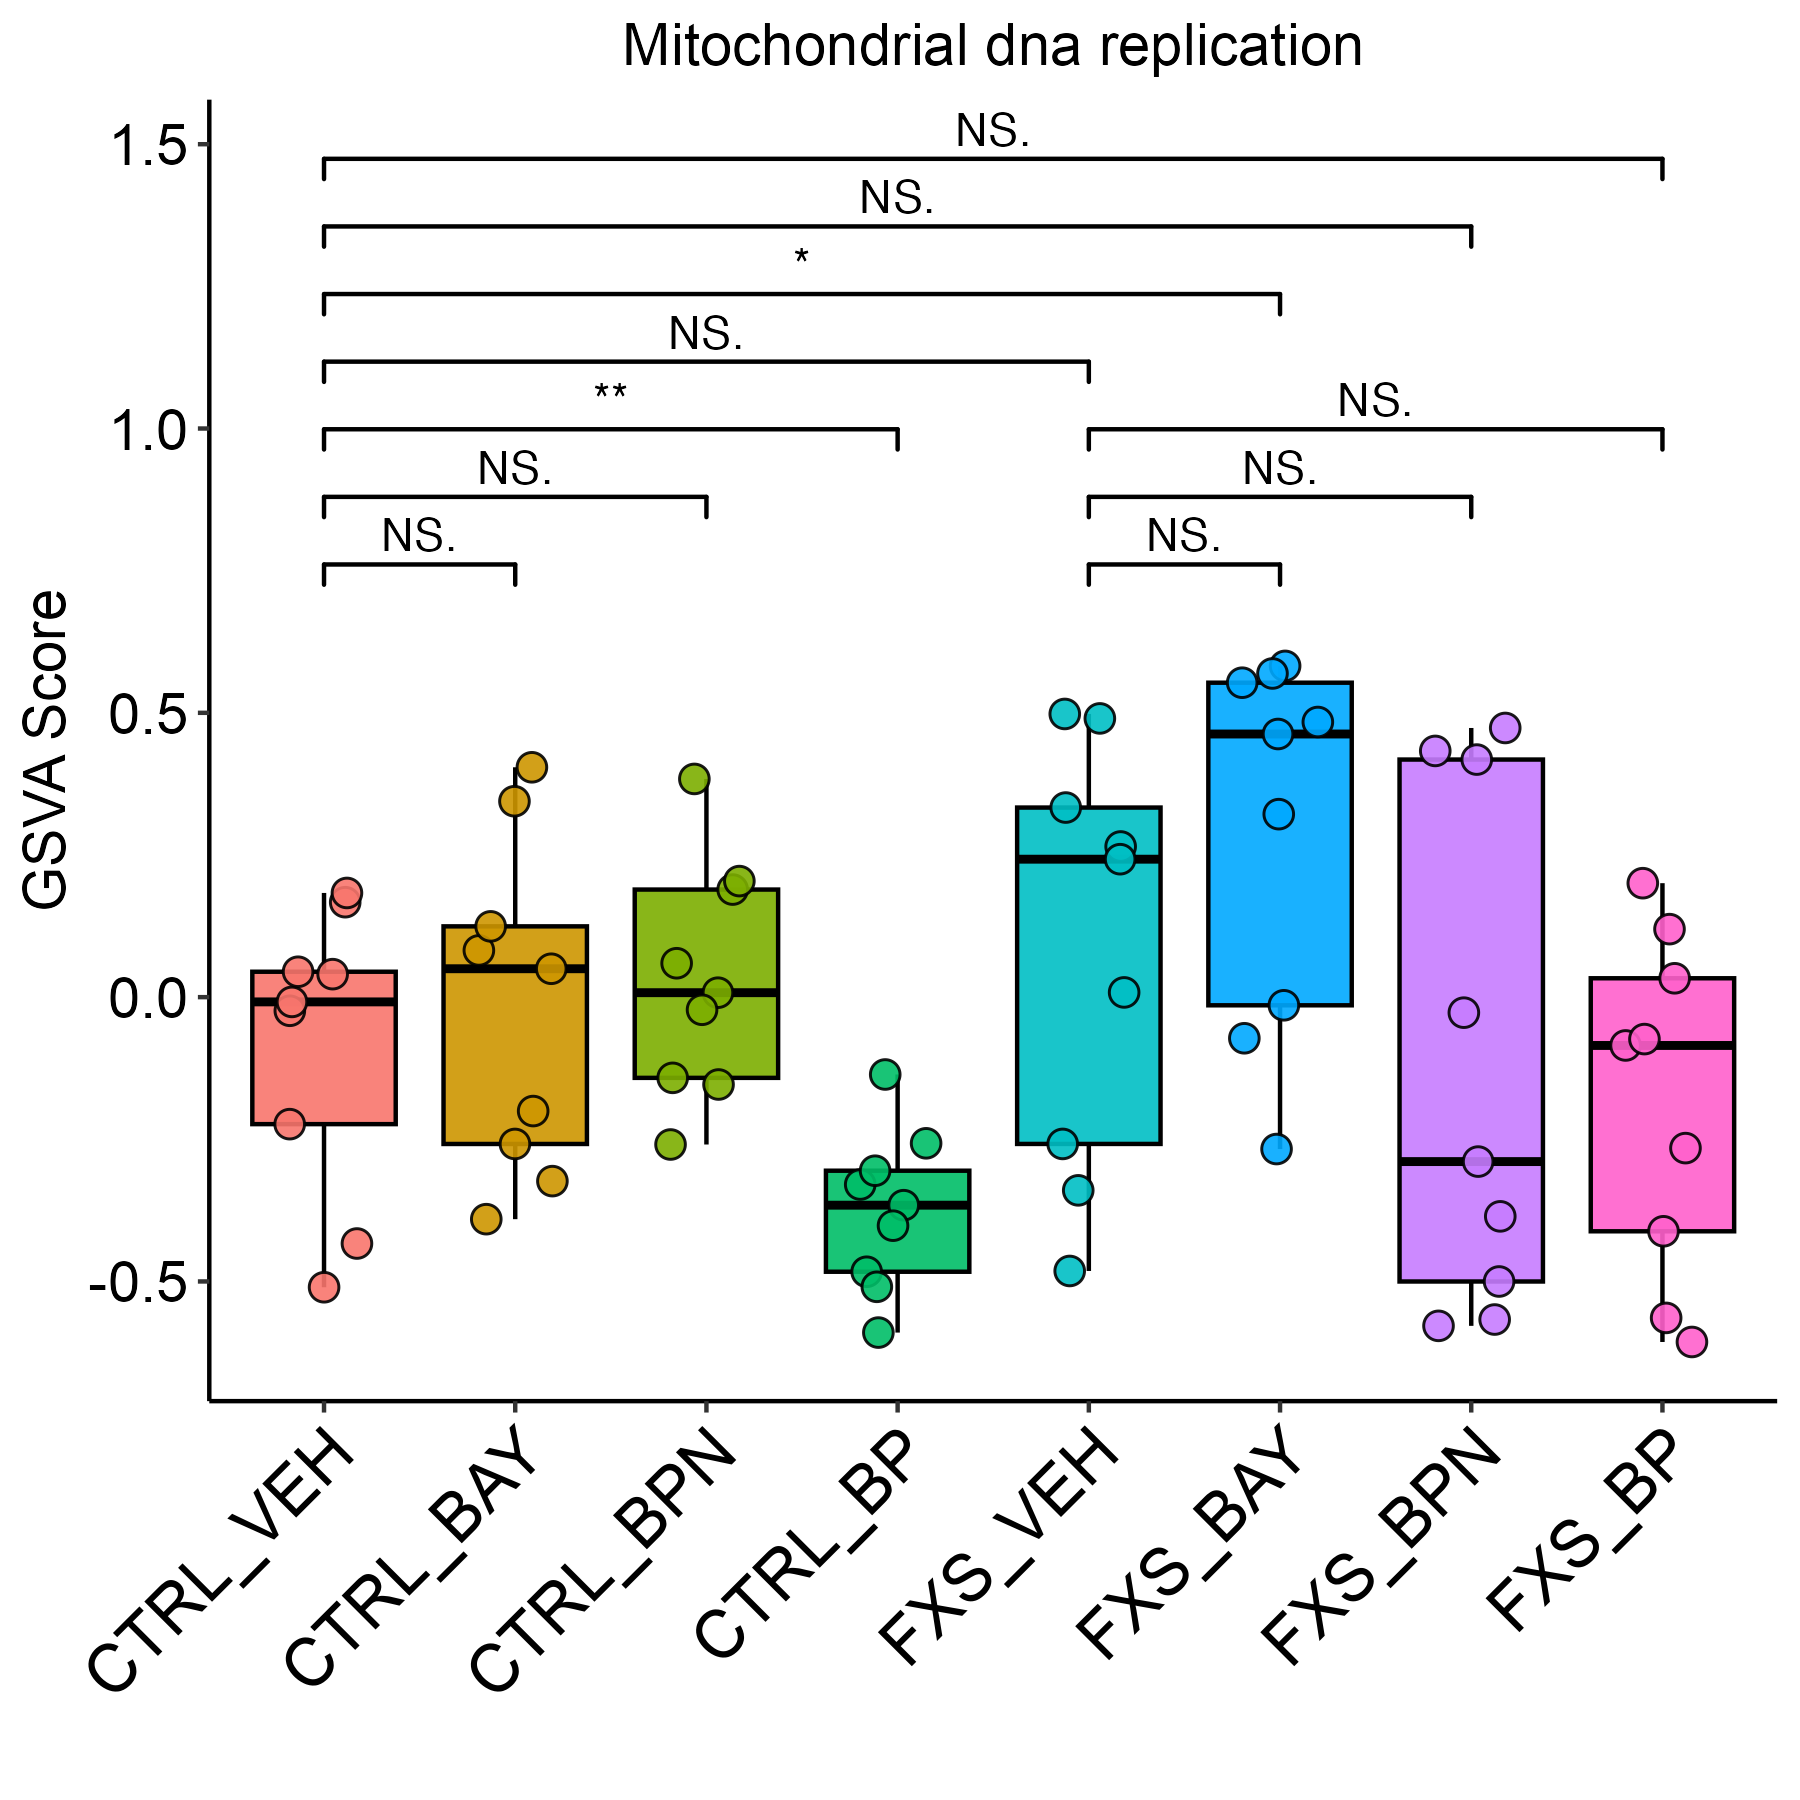 Mitochondrial dna replication
GSVA Score
1.5
1.0
0.5
0.0
-0.5
NS.
NS.
*
NS.
**
NS.
NS.
NS.
NS.
NS.
CTRL_VEH
CTRL_BAY
CTRL_BPN
CTRL_BP
FXS_VEH
FXS_BAY
FXS_BPN
FXS_BP